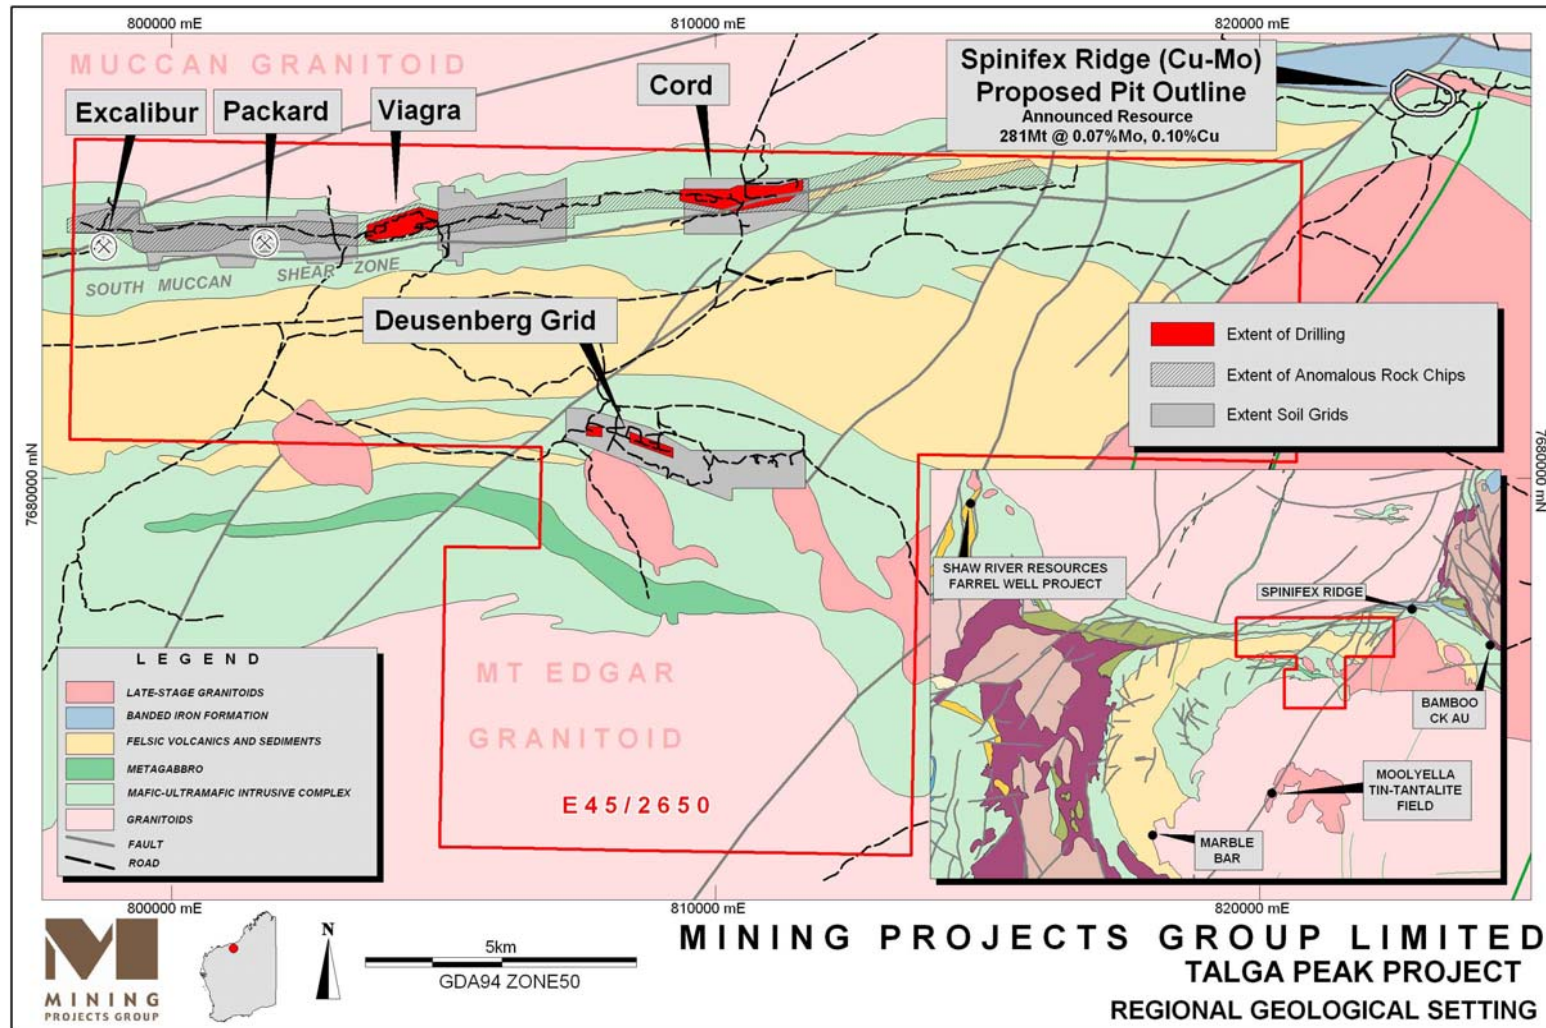 800000 mE
810000 mE
820000 mE
MUCCAN GRANITOID
Excalibur
Packard
Viagra
Cord
Spinifex Ridge (Cu-Mo)
Proposed Pit Outline
Announced Resource
281Mt @ 0.07%Mo, 0.10%Cu
SOUTH MUCCAN SHEAR ZONE
Deusenberg Grid
Extent of Drilling
Extent of Anomalous Rock Chips
Extent Soil Grids
7680000 mN
7680000 mN
SHAW RIVER RESOURCES
FARREL WELL PROJECT
SPINIFEX RIDGE
BAMBOO
CK AU
MOOLYELLA
TIN-TANTALITE
FIELD
MARBLE
BAR
MT EDGAR
GRANITOID
E45/2650
LEGEND
LATE-STAGE GRANITOIDS
BANDED IRON FORMATION
FELSIC VOLCANICS AND SEDIMENTS
METAGABBRO
MAFIC-ULTRAMAFIC INTRUSIVE COMPLEX
GRANITOIDS
FAULT
ROAD
800000 mE
810000 mE
820000 mE
M
MINING
PROJECTS GROUP
N
5km
GDA94 ZONE50
MINING PROJECTS GROUP LIMITED
TALGA PEAK PROJECT
REGIONAL GEOLOGICAL SETTING